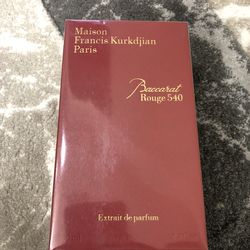 Maison
Francis Kurkdjian
Paris
Baccarat
Rouge 540
Extrait de parfum